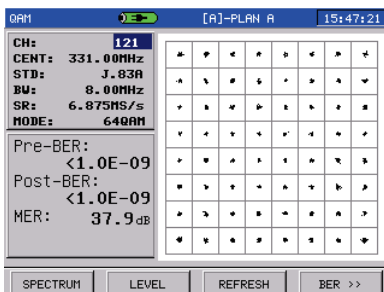 QAM [A]-PLAN A 15:47:21
CH: 121
CENT: 331.00MHz
STD: J.83A
BW: 8.00MHz
SR: 6.875MS/s
MODE: 64QAM
Pre-BER:
<1.0E-09
Post-BER:
<1.0E-09
MER: 37.9dB
SPECTRUM LEVEL REFRESH BER >>